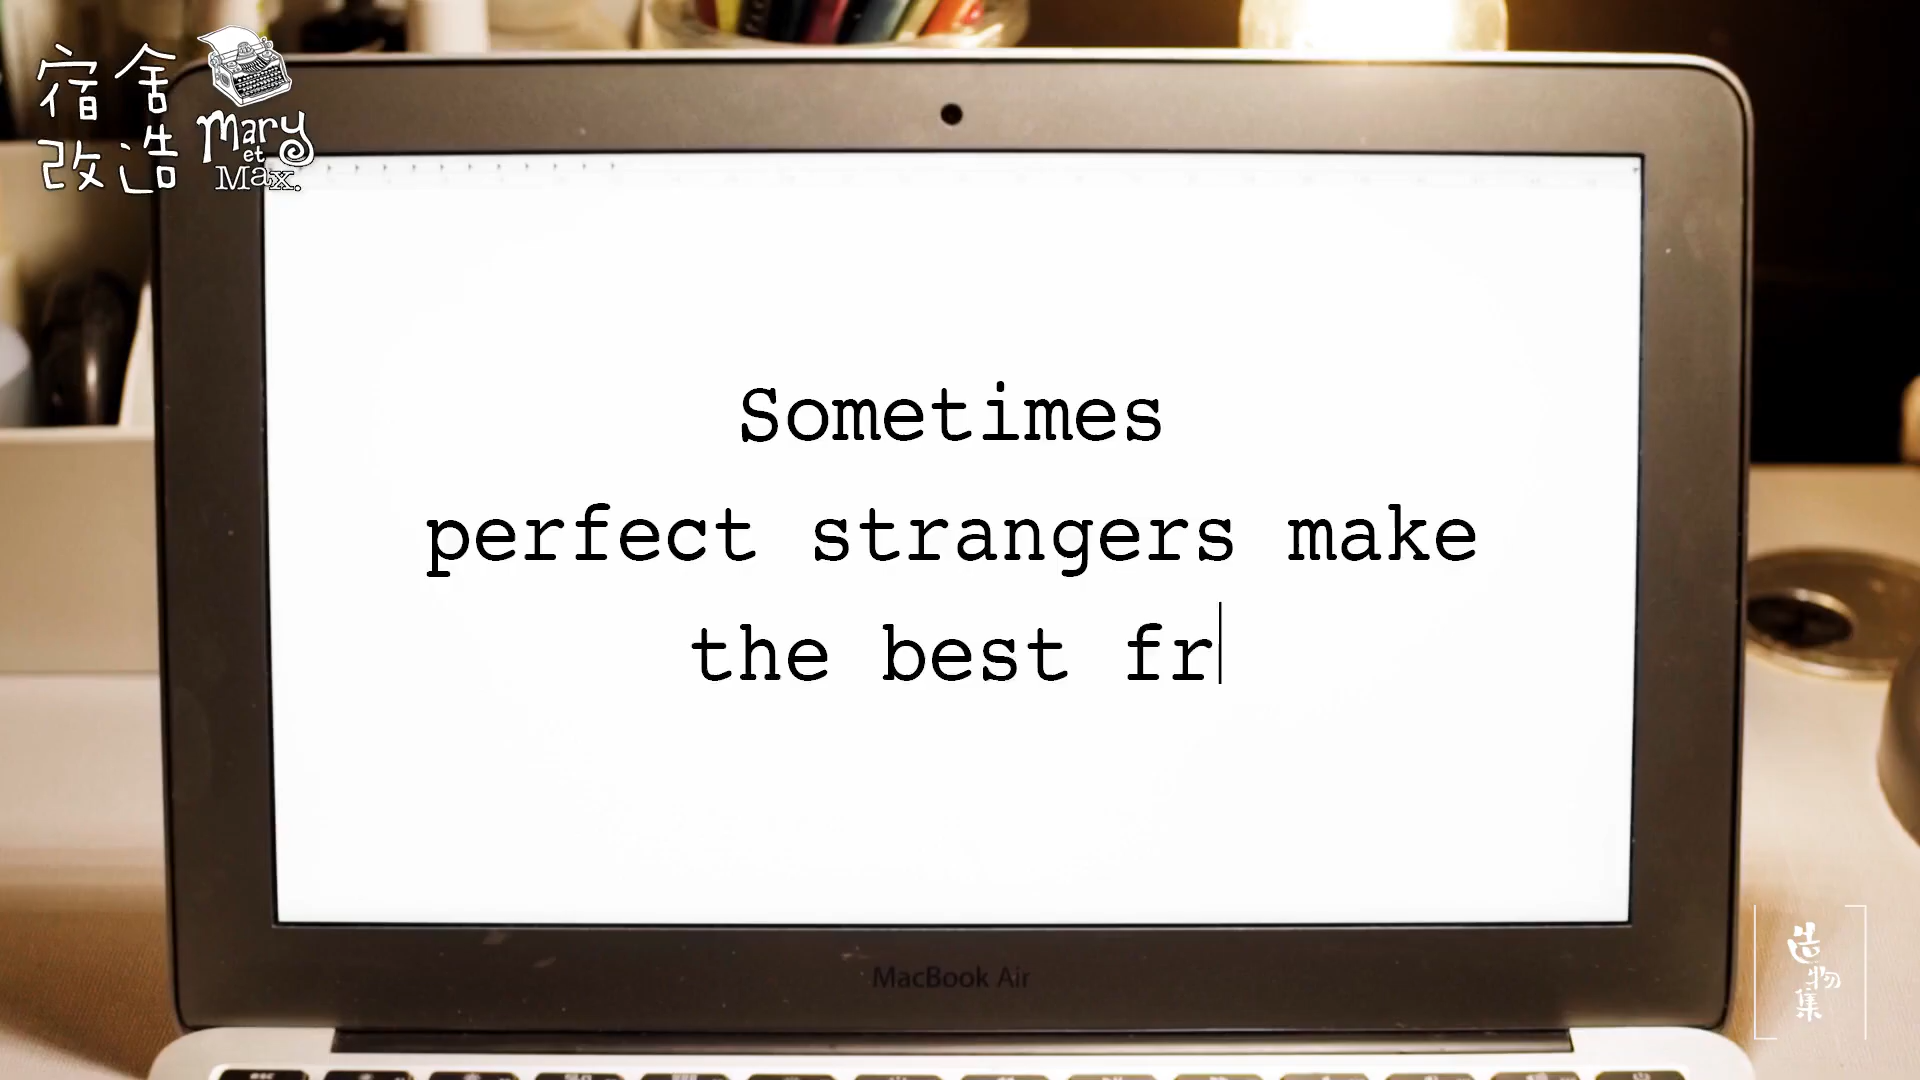 宿舍
改造
Mary
et
Max.
Sometimes
perfect strangers make
the best fr
MacBook Air
造物集
esc